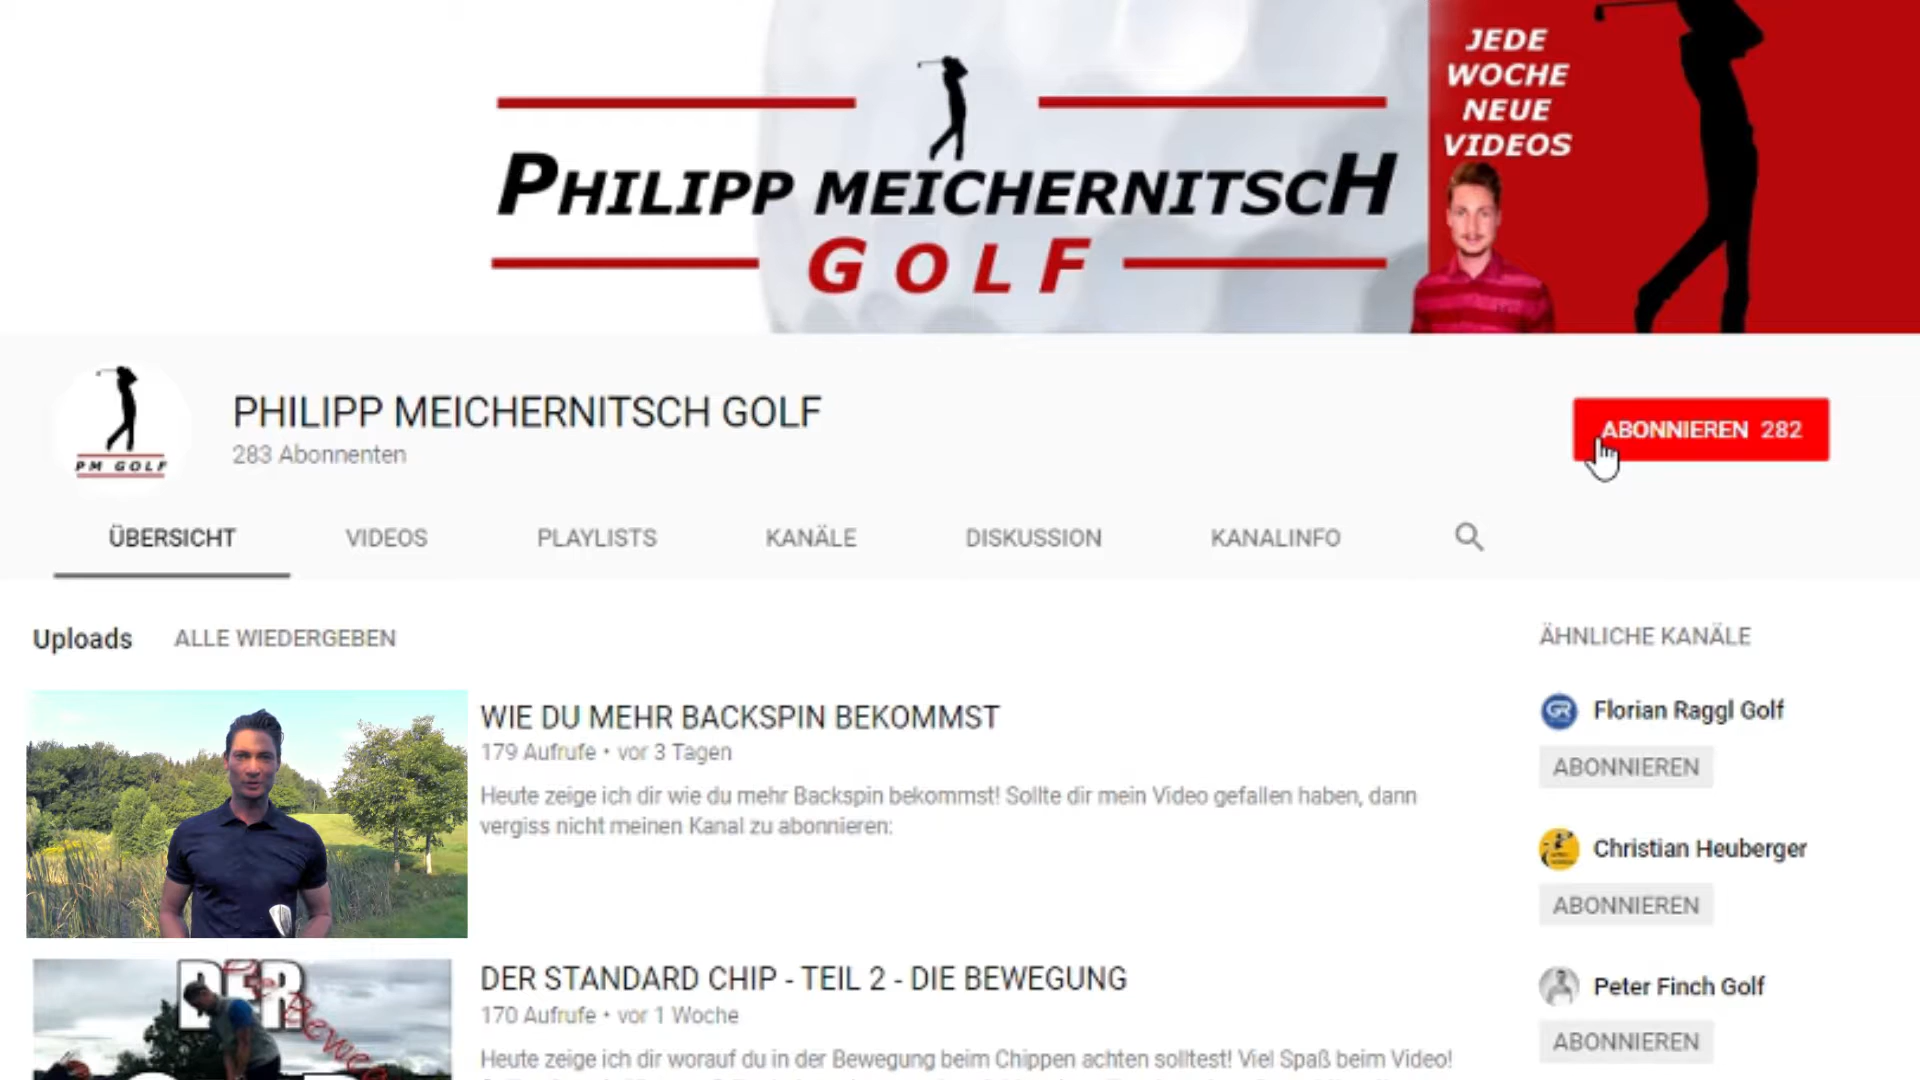 JEDE
WOCHE
NEUE
VIDEOS
PHILIPP MEICHERNITSCH
GOLF
PM GOLF
PHILIPP MEICHERNITSCH GOLF
283 Abonnenten
ABONNIEREN 282
ÜBERSICHT VIDEOS PLAYLISTS KANÄLE DISKUSSION KANALINFO
Uploads ALLE WIEDERGEBEN
ÄHNLICHE KANÄLE
WIE DU MEHR BACKSPIN BEKOMMST
179 Aufrufe • vor 3 Tagen
Heute zeige ich dir wie du mehr Backspin bekommst! Sollte dir mein Video gefallen haben, dann
vergiss nicht meinen Kanal zu abonnieren:
GR Florian Raggl Golf
ABONNIEREN
Christian Heuberger
ABONNIEREN
DER
DER STANDARD CHIP - TEIL 2 - DIE BEWEGUNG
170 Aufrufe • vor 1 Woche
Heute zeige ich dir worauf du in der Bewegung beim Chippen achten solltest! Viel Spaß beim Video!
Peter Finch Golf
ABONNIEREN